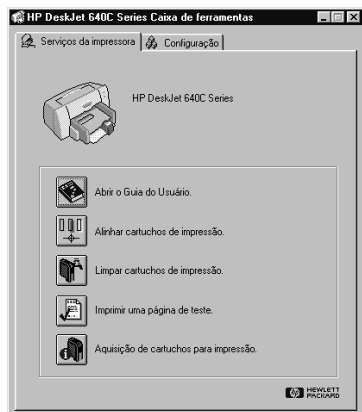 HP DeskJet 640C Series Caixa de ferramentas
Serviços da impressora Configuração
HP DeskJet 640C Series
Abrir o Guia do Usuário.
Alinhar cartuchos de impressão.
Limpar cartuchos de impressão.
Imprimir uma página de teste.
Aquisição de cartuchos para impressão.
hp HEWLETT
PACKARD